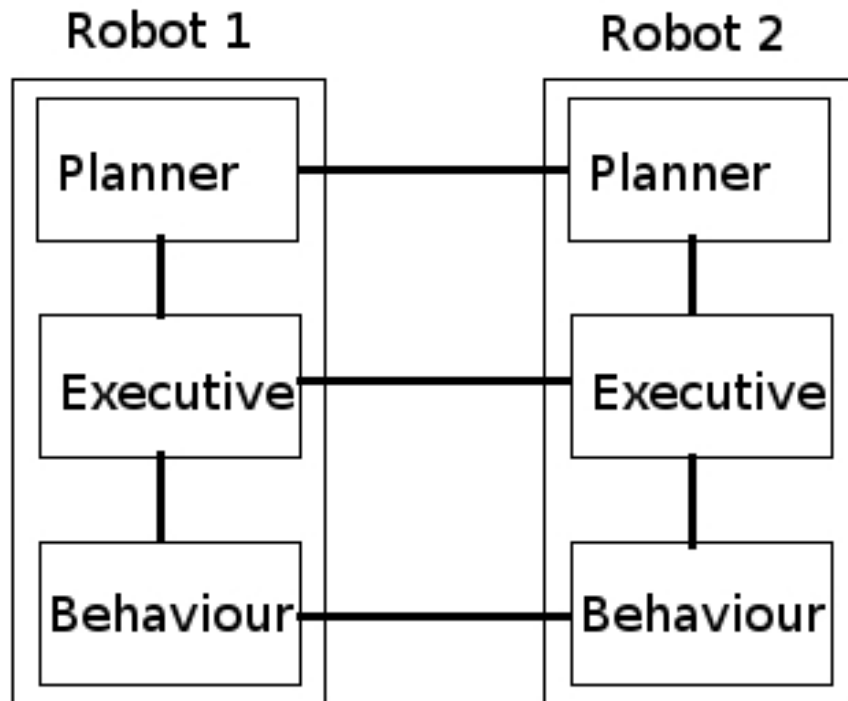 Robot 1
Robot 2
Planner
Planner
Executive
Executive
Behaviour
Behaviour